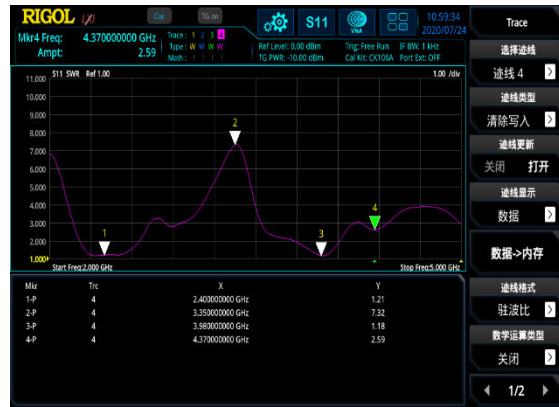 RIGOL
Cor
TG on
S11
VNA
10:59:34
2020/07/24
Mkr4 Freq: 4.370000000 GHz
Ampt: 2.59
Trace: 1 2 3 4
Type: W W W W
Math:
Ref Level: 0.00 dBm
TG PWR: -10.00 dBm
Trig: Free Run
Cal Kit: CK106A
IF BW: 1 kHz
Port Ext: OFF
S11 SWR Ref 1.00
1.00 /div
11.000
10.000
9.000
8.000
7.000
6.000
5.000
4.000
3.000
2.000
1.000
1
2
3
4
Start Freq:2.000 GHz
Stop Freq:5.000 GHz
Mkr Trc X Y
1-P 4 2.400000000 GHz 1.21
2-P 4 3.350000000 GHz 7.32
3-P 4 3.980000000 GHz 1.18
4-P 4 4.370000000 GHz 2.59
Trace
选择迹线
迹线 4
迹线类型
清除写入
迹线更新
关闭 打开
迹线显示
数据
数据->内存
迹线格式
驻波比
数学运算类型
关闭
1/2